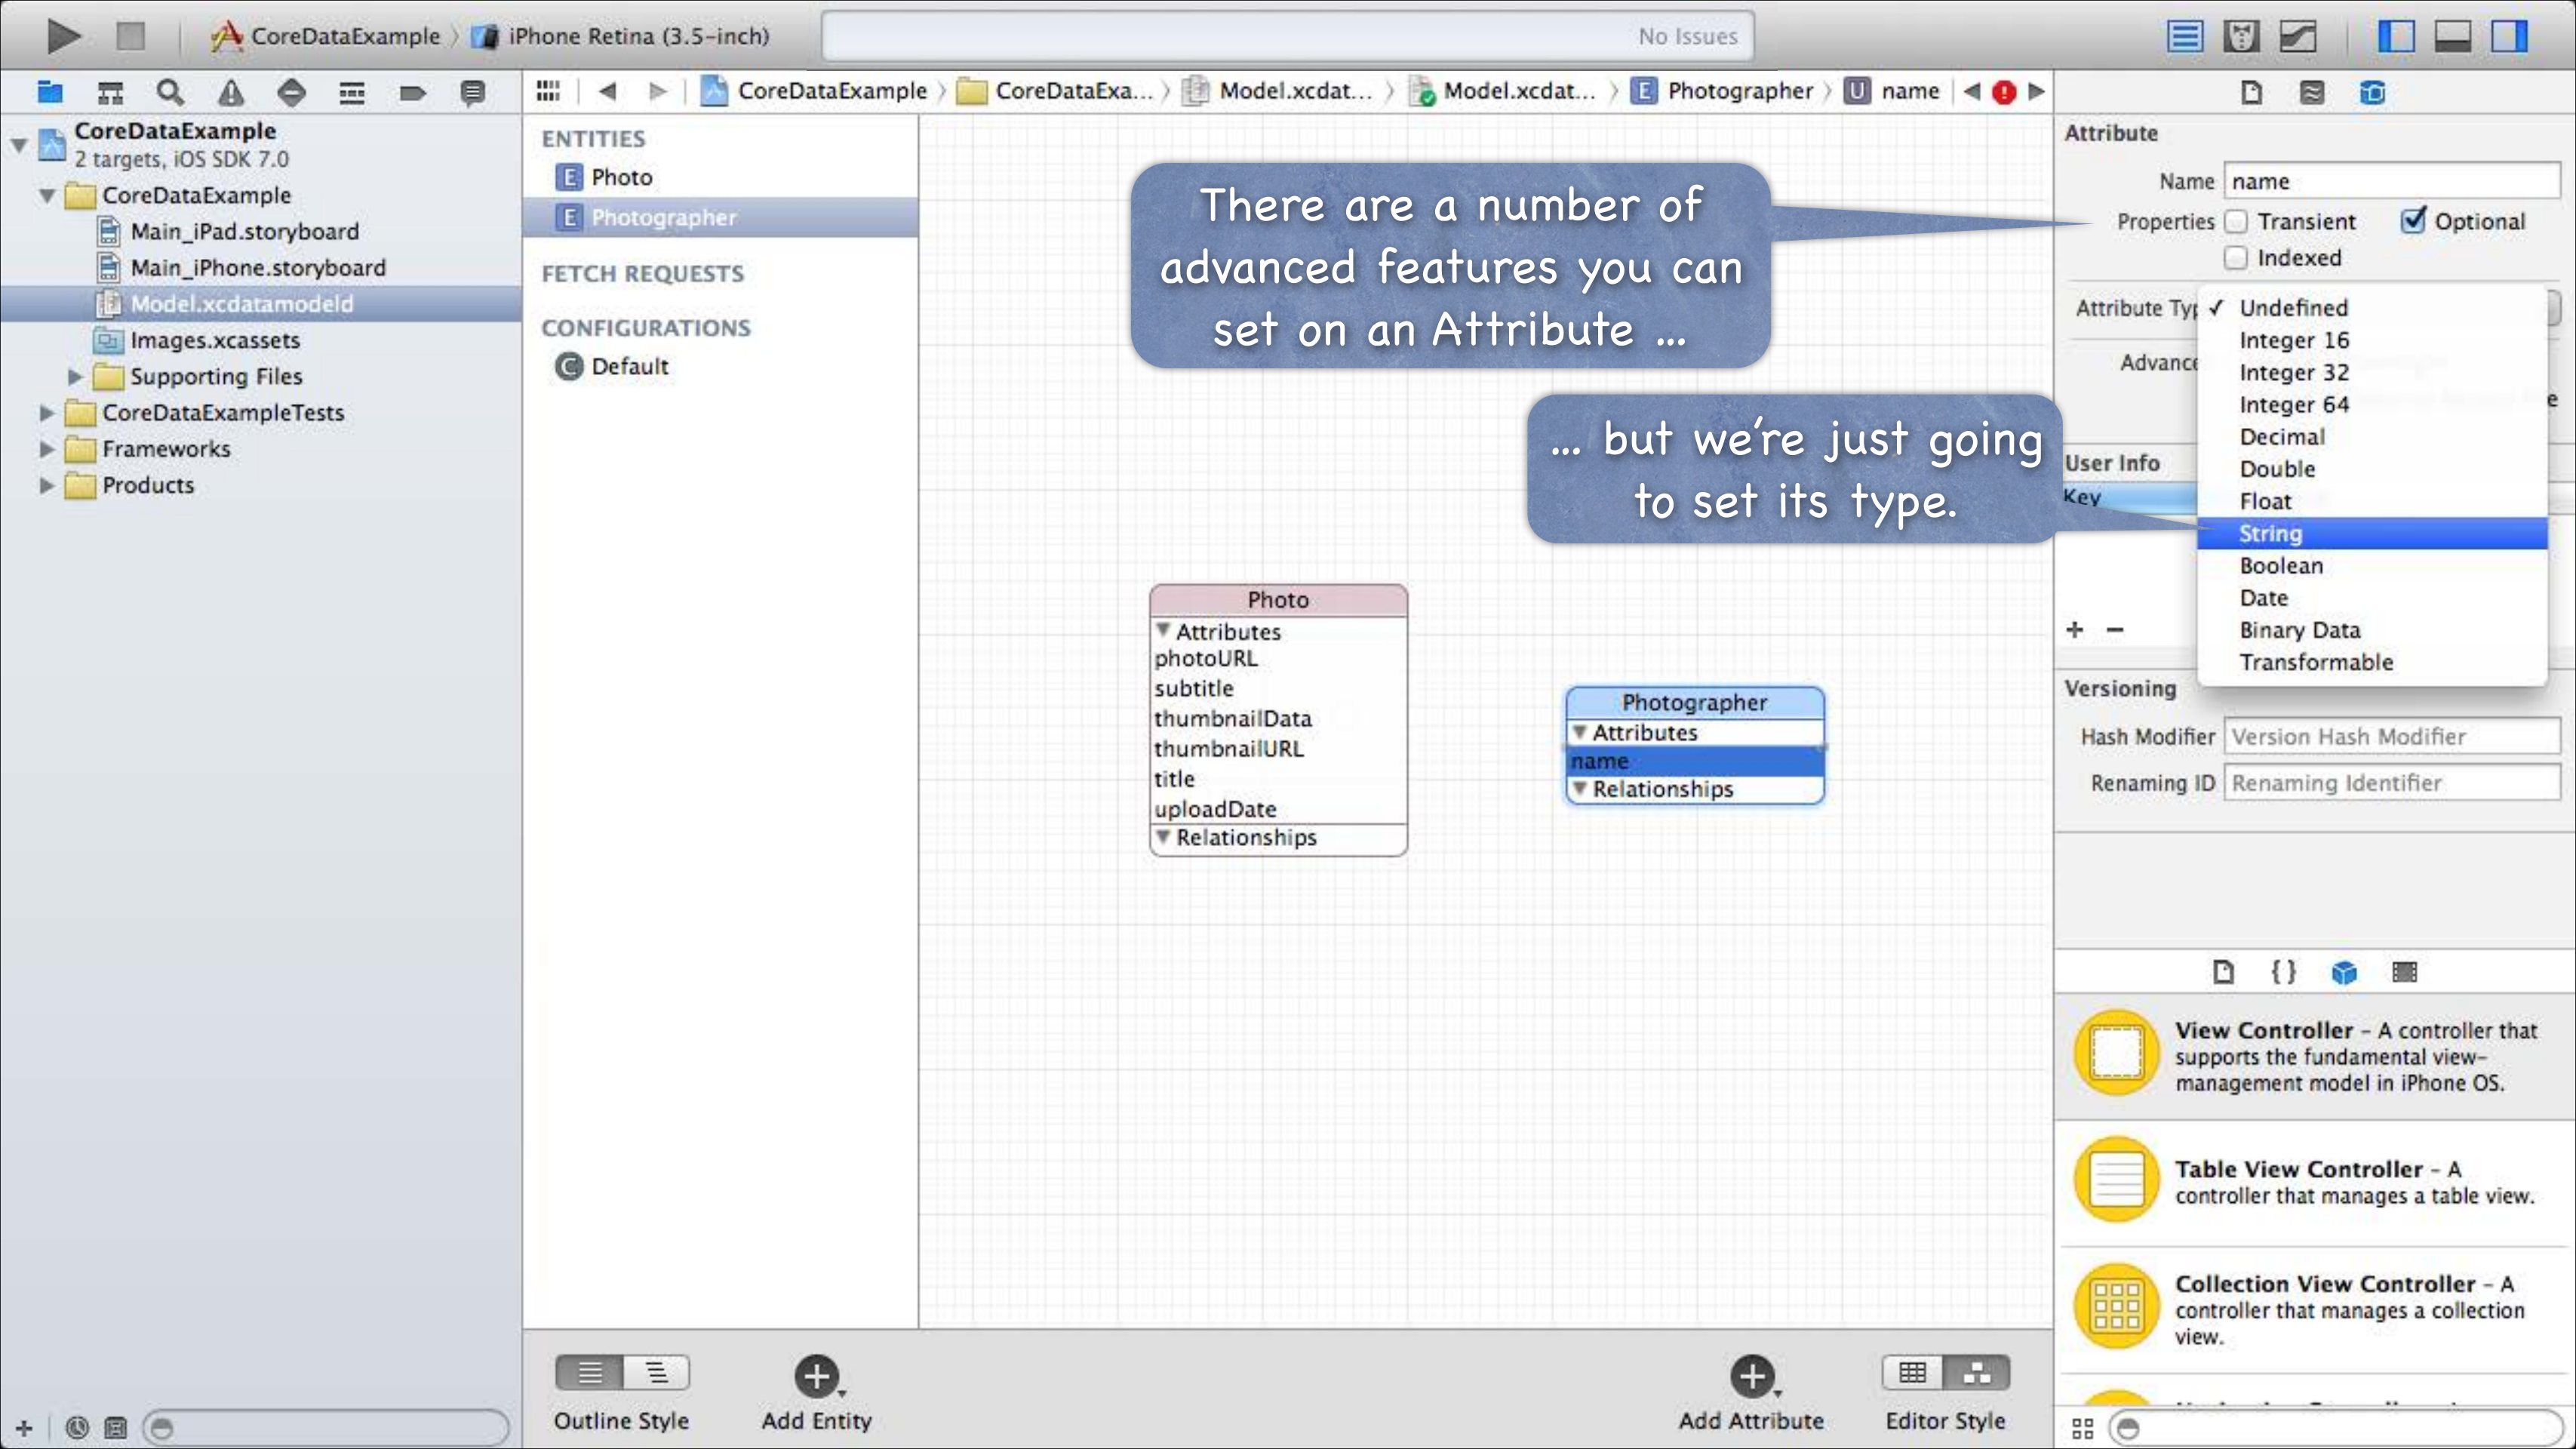 CoreDataExample
iPhone Retina (3.5-inch)
No Issues
CoreDataExample
CoreDataExa...
Model.xcdat...
Model.xcdat...
Photographer
name
CoreDataExample
2 targets, iOS SDK 7.0
CoreDataExample
Main_iPad.storyboard
Main_iPhone.storyboard
Model.xcdatamodeld
Images.xcassets
Supporting Files
CoreDataExampleTests
Frameworks
Products
ENTITIES
E Photo
E Photographer
FETCH REQUESTS
CONFIGURATIONS
C Default
There are a number of
advanced features you can
set on an Attribute ...
... but we're just going
to set its type.
Photo
Attributes
photoURL
subtitle
thumbnailData
thumbnailURL
title
uploadDate
Relationships
Photographer
Attributes
name
Relationships
Outline Style
Add Entity
Add Attribute
Editor Style
Attribute
Name name
Properties Transient Optional
Indexed
Attribute Typ
Undefined
Integer 16
Integer 32
Integer 64
Decimal
Double
Float
String
Boolean
Date
Binary Data
Transformable
Advance
User Info
Key
Versioning
Hash Modifier Version Hash Modifier
Renaming ID Renaming Identifier
View Controller - A controller that
supports the fundamental view-
management model in iPhone OS.
Table View Controller - A
controller that manages a table view.
Collection View Controller - A
controller that manages a collection
view.